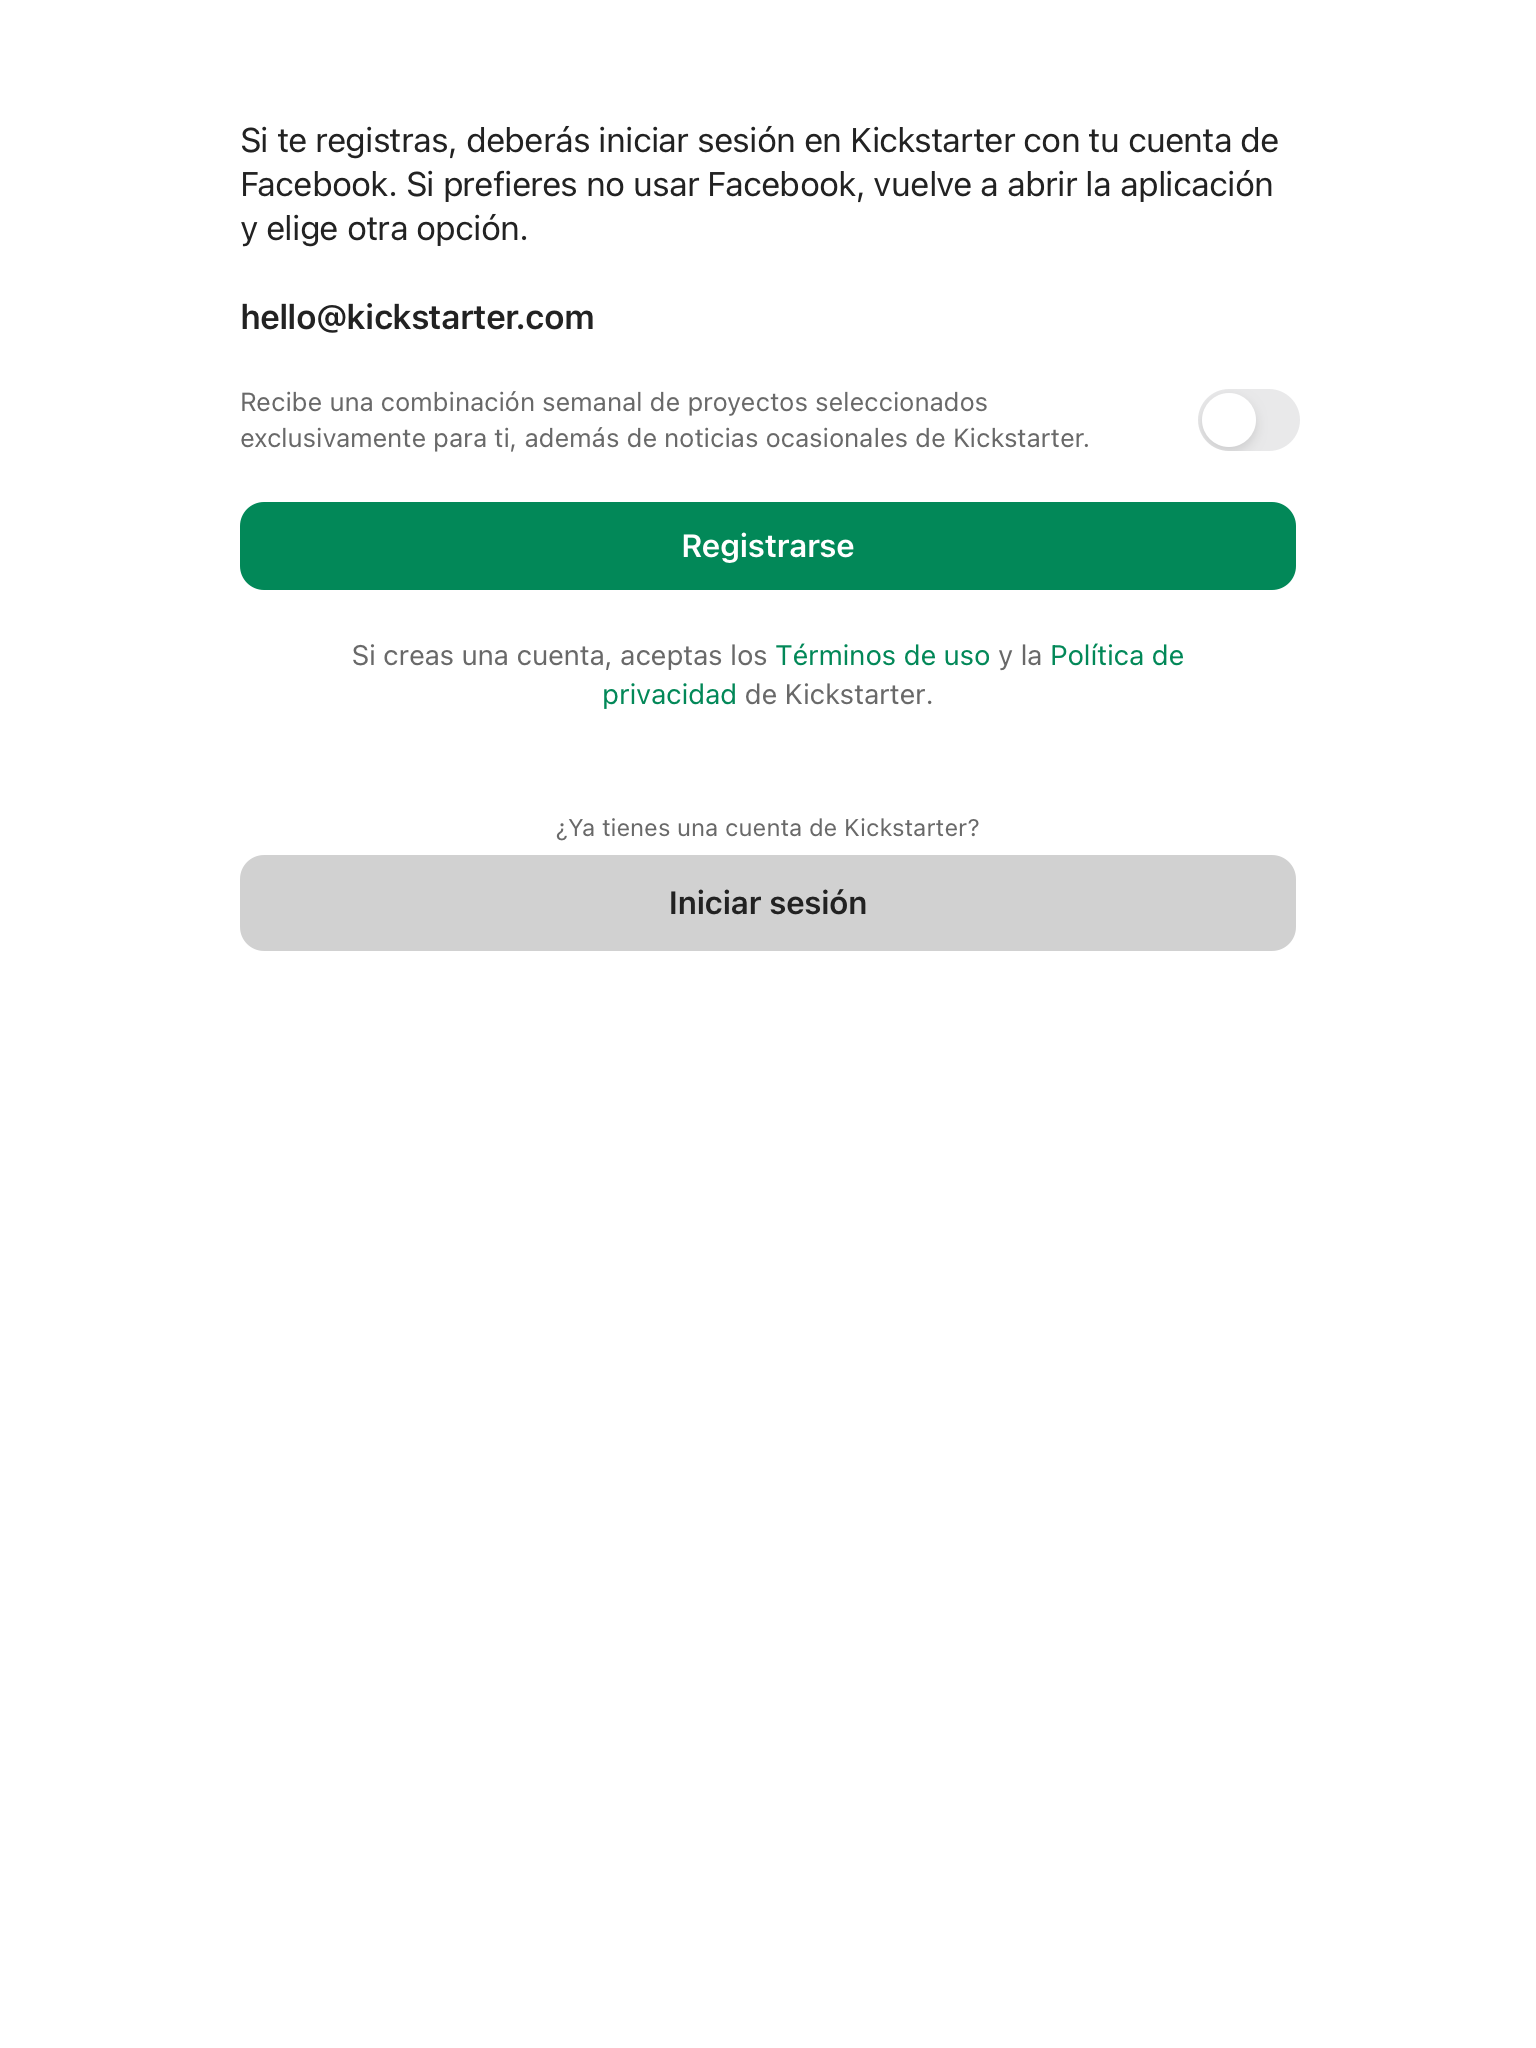 Si te registras, deberás iniciar sesión en Kickstarter con tu cuenta de
Facebook. Si prefieres no usar Facebook, vuelve a abrir la aplicación
y elige otra opción.
hello@kickstarter.com
Recibe una combinación semanal de proyectos seleccionados
exclusivamente para ti, además de noticias ocasionales de Kickstarter.
Registrarse
Si creas una cuenta, aceptas los Términos de uso y la Política de
privacidad de Kickstarter.
¿Ya tienes una cuenta de Kickstarter?
Iniciar sesión